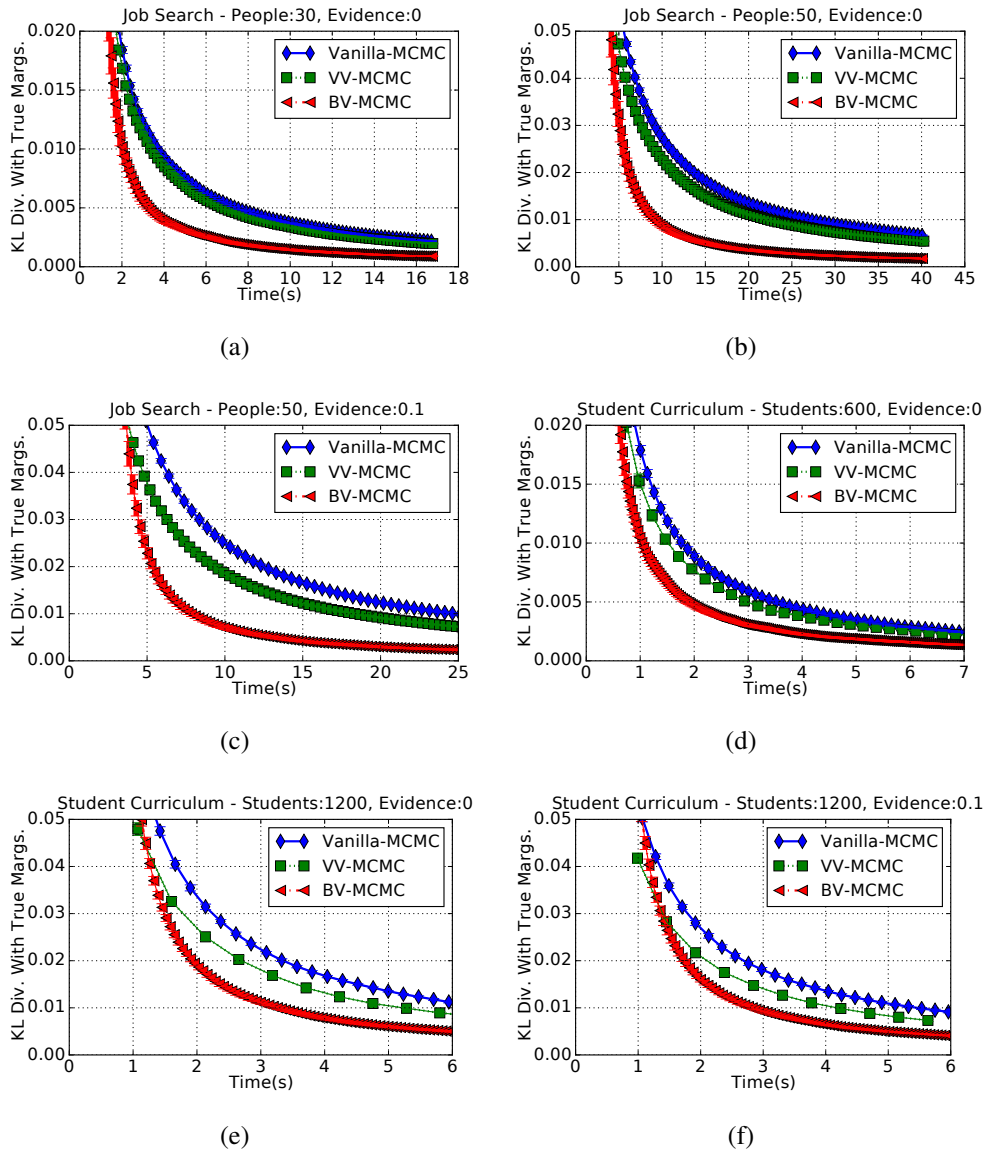 Job Search - People:30, Evidence:0
KL Div. With True Margs.
0.020
0.015
0.010
0.005
0.000
Vanilla-MCMC
VV-MCMC
BV-MCMC
0 2 4 6 8 10 12 14 16 18
Time(s)
(a)
Job Search - People:50, Evidence:0
KL Div. With True Margs.
0.05
0.04
0.03
0.02
0.01
0.00
Vanilla-MCMC
VV-MCMC
BV-MCMC
0 5 10 15 20 25 30 35 40 45
Time(s)
(b)
Job Search - People:50, Evidence:0.1
KL Div. With True Margs.
0.05
0.04
0.03
0.02
0.01
0.00
Vanilla-MCMC
VV-MCMC
BV-MCMC
0 5 10 15 20 25
Time(s)
(c)
Student Curriculum - Students:600, Evidence:0
KL Div. With True Margs.
0.020
0.015
0.010
0.005
0.000
Vanilla-MCMC
VV-MCMC
BV-MCMC
0 1 2 3 4 5 6 7
Time(s)
(d)
Student Curriculum - Students:1200, Evidence:0
KL Div. With True Margs.
0.05
0.04
0.03
0.02
0.01
0.00
Vanilla-MCMC
VV-MCMC
BV-MCMC
0 1 2 3 4 5 6
Time(s)
(e)
Student Curriculum - Students:1200, Evidence:0.1
KL Div. With True Margs.
0.05
0.04
0.03
0.02
0.01
0.00
Vanilla-MCMC
VV-MCMC
BV-MCMC
0 1 2 3 4 5 6
Time(s)
(f)